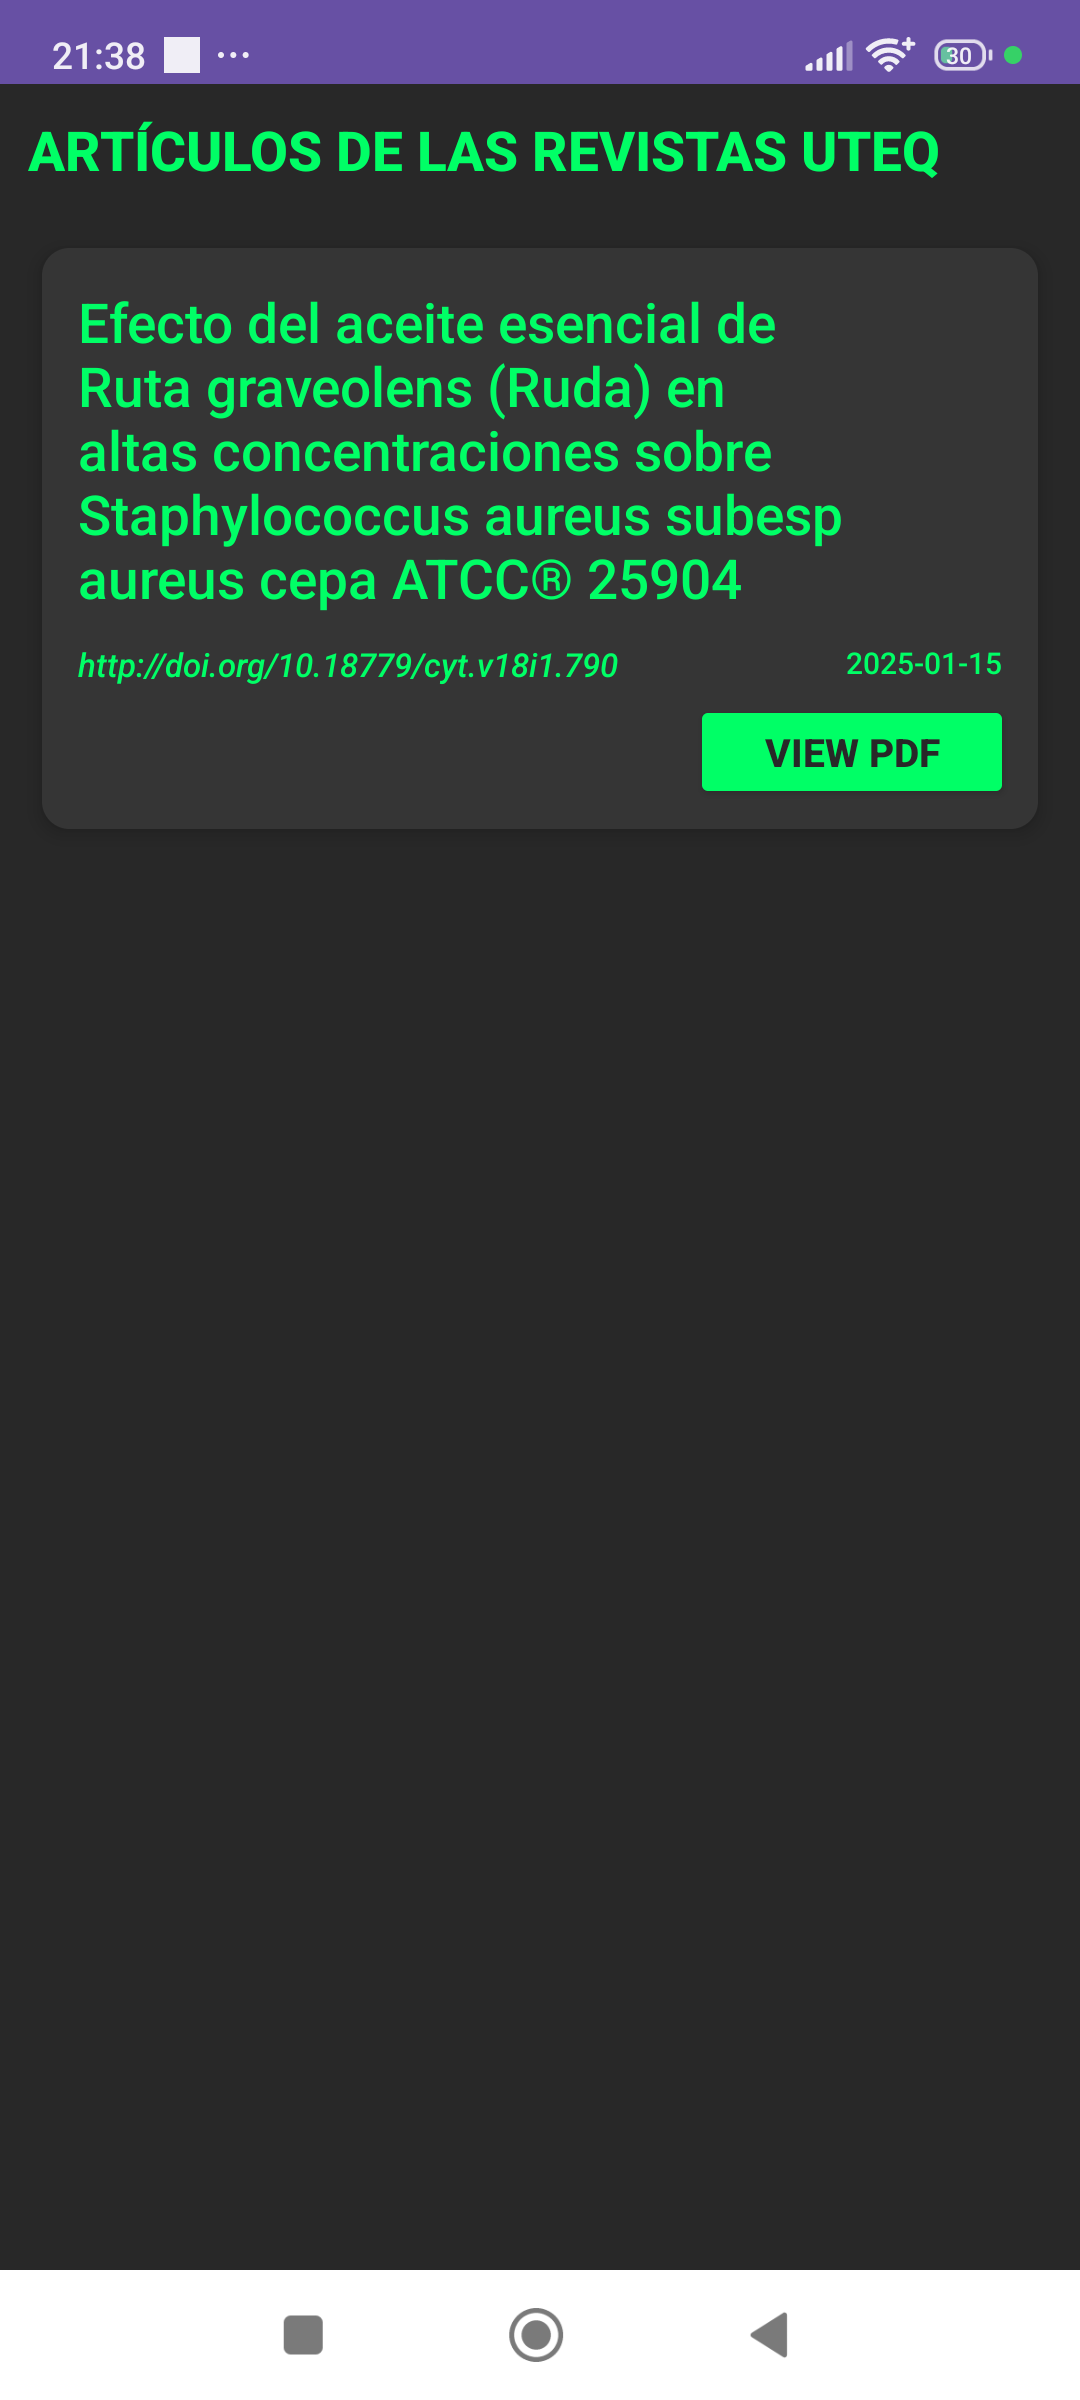 21:38
30
ARTÍCULOS DE LAS REVISTAS UTEQ
Efecto del aceite esencial de
Ruta graveolens (Ruda) en
altas concentraciones sobre
Staphylococcus aureus subesp
aureus cepa ATCC® 25904
http://doi.org/10.18779/cyt.v18i1.790
2025-01-15
VIEW PDF